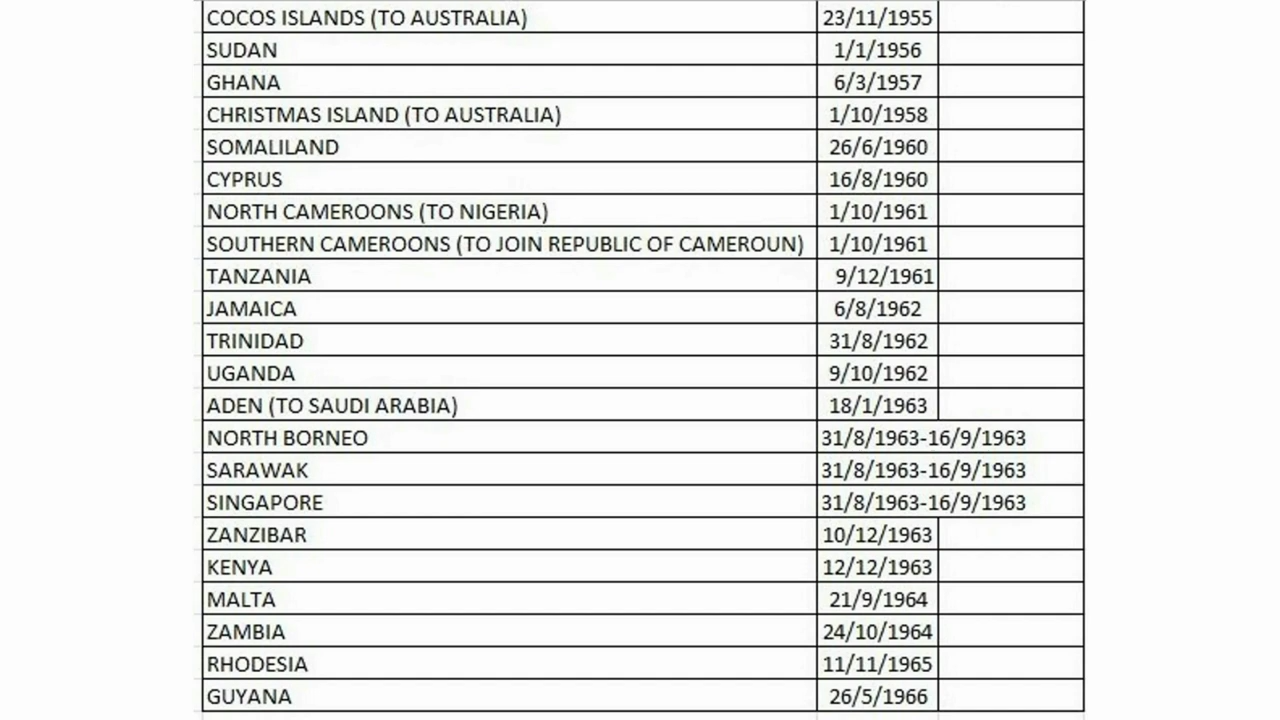 COCOS ISLANDS (TO AUSTRALIA) 23/11/1955
SUDAN 1/1/1956
GHANA 6/3/1957
CHRISTMAS ISLAND (TO AUSTRALIA) 1/10/1958
SOMALILAND 26/6/1960
CYPRUS 16/8/1960
NORTH CAMEROONS (TO NIGERIA) 1/10/1961
SOUTHERN CAMEROONS (TO JOIN REPUBLIC OF CAMEROUN) 1/10/1961
TANZANIA 9/12/1961
JAMAICA 6/8/1962
TRINIDAD 31/8/1962
UGANDA 9/10/1962
ADEN (TO SAUDI ARABIA) 18/1/1963
NORTH BORNEO 31/8/1963-16/9/1963
SARAWAK 31/8/1963-16/9/1963
SINGAPORE 31/8/1963-16/9/1963
ZANZIBAR 10/12/1963
KENYA 12/12/1963
MALTA 21/9/1964
ZAMBIA 24/10/1964
RHODESIA 11/11/1965
GUYANA 26/5/1966